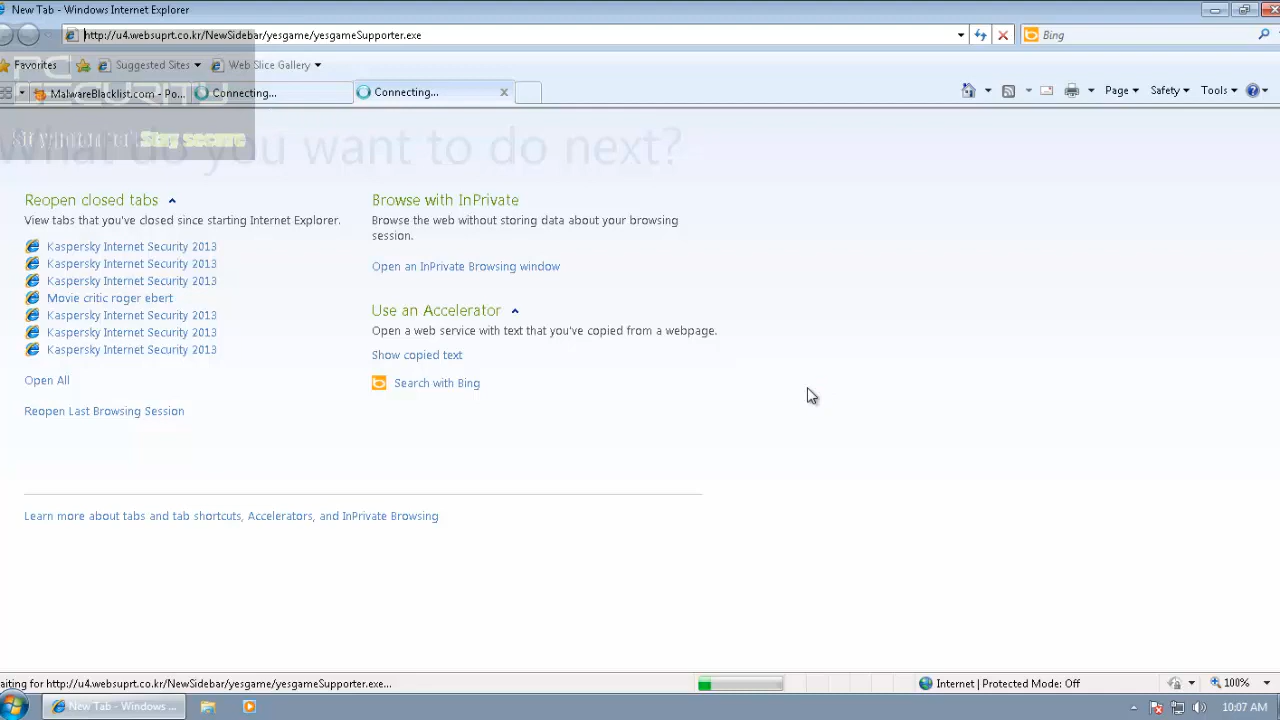 New Tab - Windows Internet Explorer
http://u4.websuprt.co.kr/NewSidebar/yesgame/yesgameSupporter.exe
Bing
Favorites
Suggested Sites
Web Slice Gallery
PC
SECURITY
MalwareBlacklist.com - Po...
Connecting...
Connecting...
Page
Safety
Tools
Stay secure
What do you want to do next?
Reopen closed tabs
View tabs that you've closed since starting Internet Explorer.
Kaspersky Internet Security 2013
Kaspersky Internet Security 2013
Kaspersky Internet Security 2013
Movie critic roger ebert
Kaspersky Internet Security 2013
Kaspersky Internet Security 2013
Kaspersky Internet Security 2013
Open All
Reopen Last Browsing Session
Browse with InPrivate
Browse the web without storing data about your browsing
session.
Open an InPrivate Browsing window
Use an Accelerator
Open a web service with text that you've copied from a webpage.
Show copied text
Search with Bing
Learn more about tabs and tab shortcuts, Accelerators, and InPrivate Browsing
aiting for http://u4.websuprt.co.kr/NewSidebar/yesgame/yesgameSupporter.exe...
Internet | Protected Mode: Off
100%
New Tab - Windows ...
10:07 AM